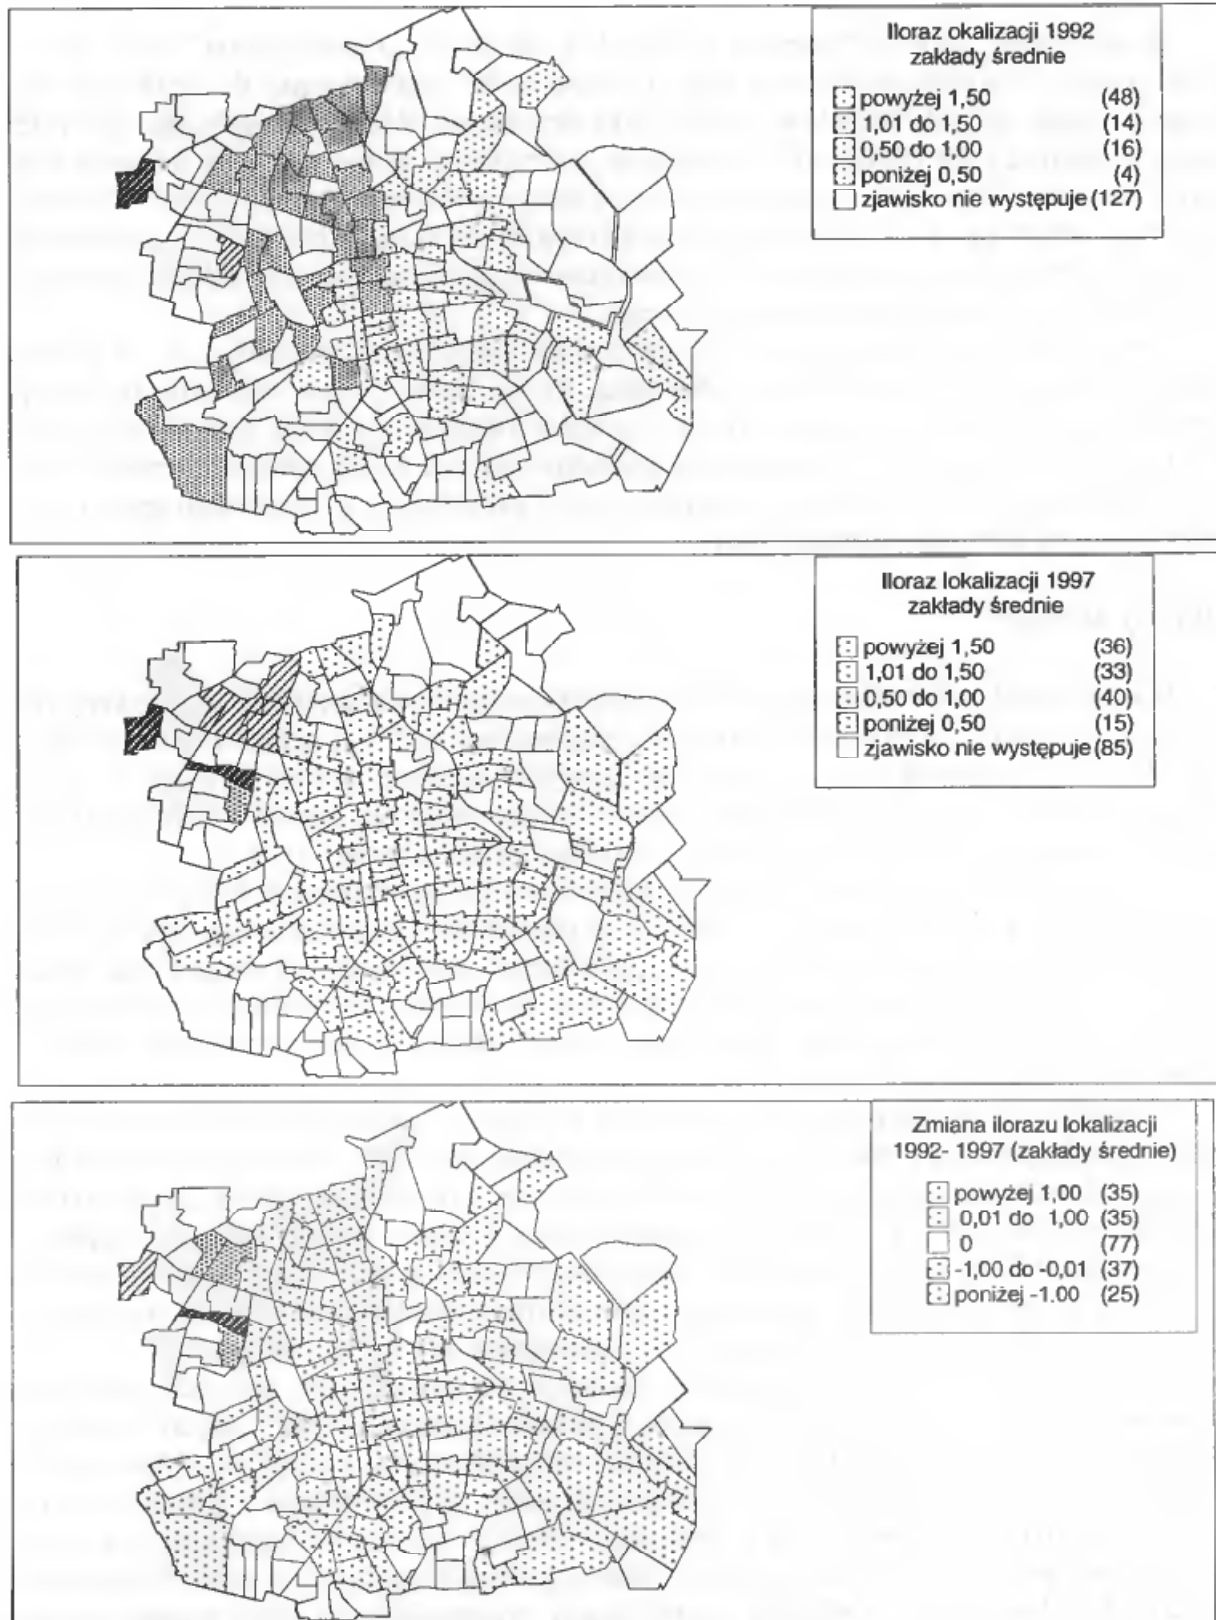 Iloraz okalizacji 1992
zakłady średnie
powyżej 1,50 (48)
1,01 do 1,50 (14)
0,50 do 1,00 (16)
poniżej 0,50 (4)
zjawisko nie występuje (127)
Iloraz lokalizacji 1997
zakłady średnie
powyżej 1,50 (36)
1,01 do 1,50 (33)
0,50 do 1,00 (40)
poniżej 0,50 (15)
zjawisko nie występuje (85)
Zmiana ilorazu lokalizacji
1992- 1997 (zakłady średnie)
powyżej 1,00 (35)
0,01 do 1,00 (35)
0 (77)
-1,00 do -0,01 (37)
poniżej -1.00 (25)